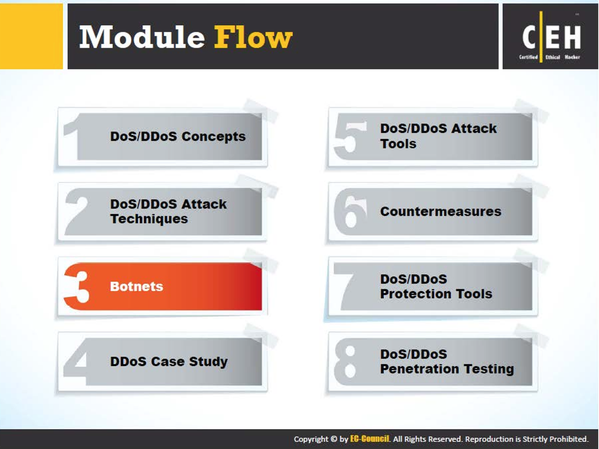 Module Flow
C|EH
Certified Ethical Hacker
1
DoS/DDoS Concepts
2
DoS/DDoS Attack
Techniques
3
Botnets
4
DDoS Case Study
5
DoS/DDoS Attack
Tools
6
Countermeasures
7
DoS/DDoS
Protection Tools
8
DoS/DDoS
Penetration Testing
Copyright © by EC-Council. All Rights Reserved. Reproduction is Strictly Prohibited.